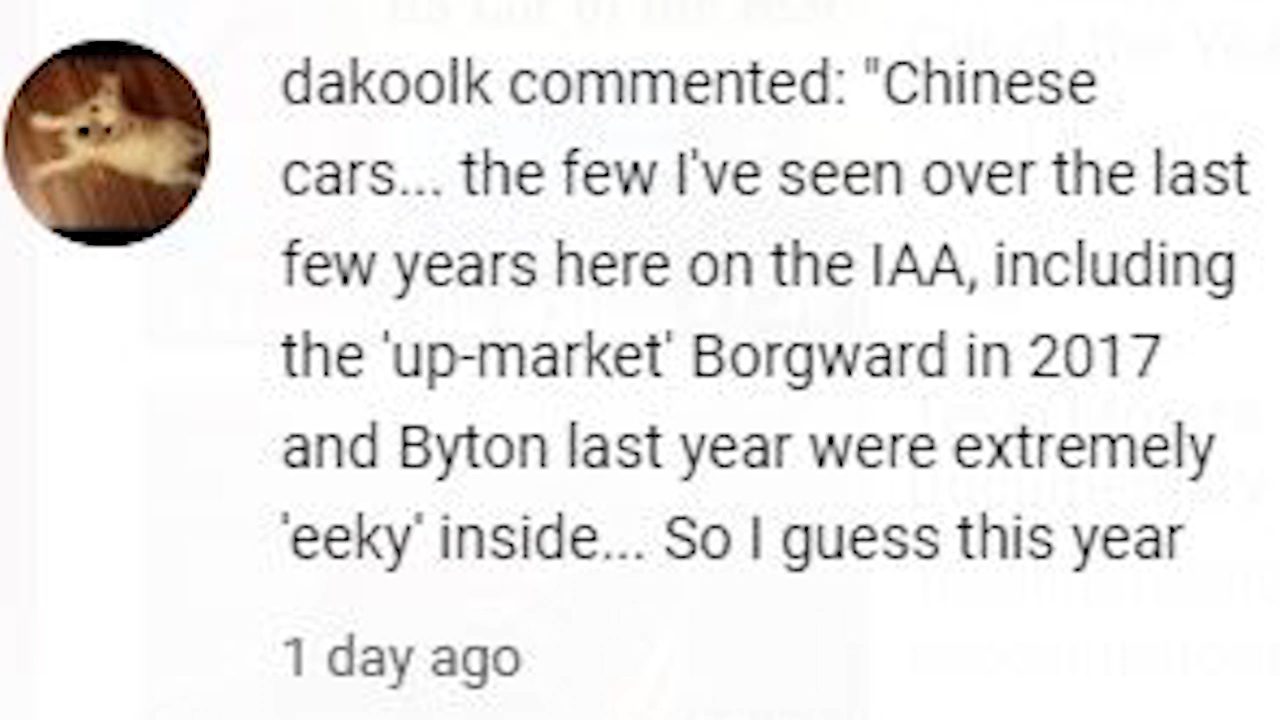 dakoolk commented: "Chinese
cars... the few I've seen over the last
few years here on the IAA, including
the 'up-market' Borgward in 2017
and Byton last year were extremely
'eeky' inside... So I guess this year
1 day ago